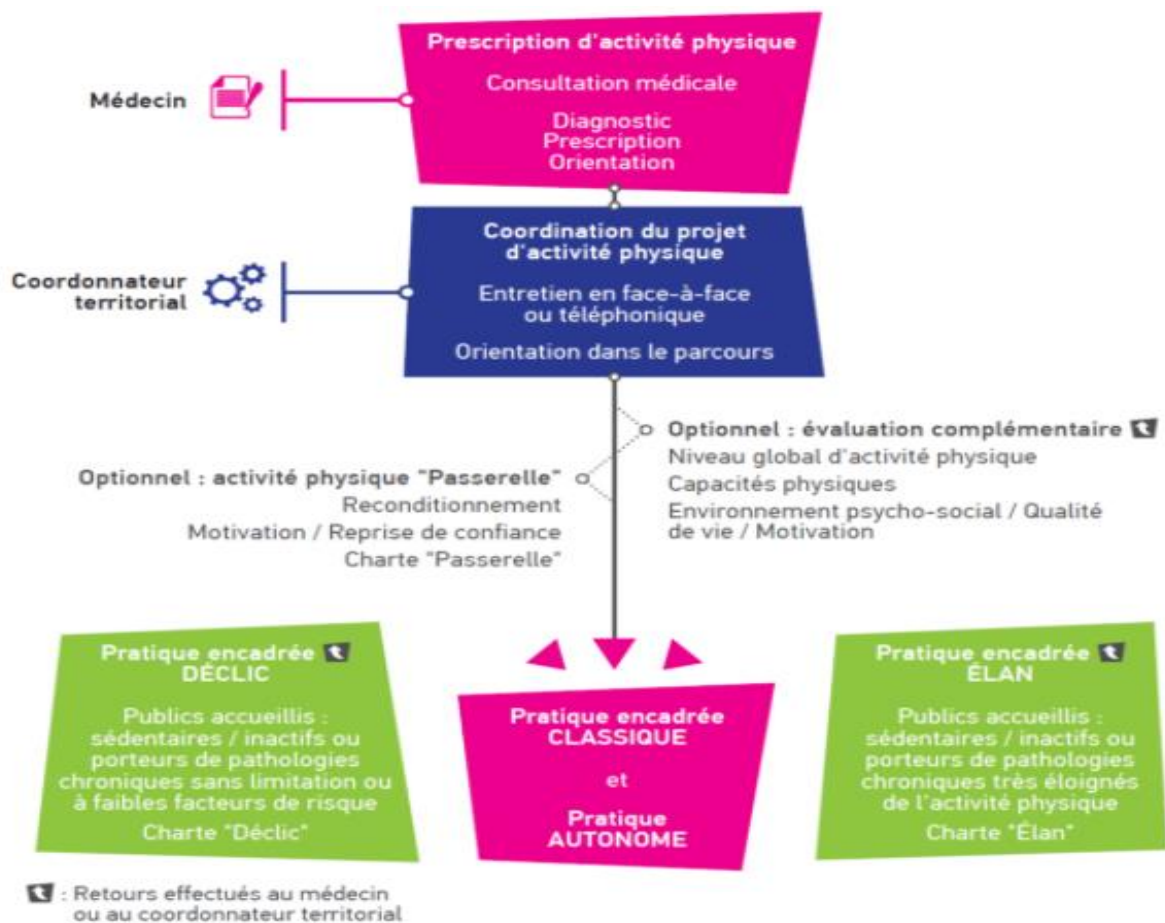 Prescription d'activité physique
Consultation médicale
Diagnostic
Prescription
Orientation
Médecin
Coordination du projet
d'activité physique
Entretien en face-à-face
ou téléphonique
Orientation dans le parcours
Coordonnateur
territorial
Optionnel : évaluation complémentaire t
Niveau global d'activité physique
Capacités physiques
Environnement psycho-social / Qualité
de vie / Motivation
Optionnel : activité physique "Passerelle"
Reconditionnement
Motivation / Reprise de confiance
Charte "Passerelle"
Pratique encadrée t
DÉCLIC
Publics accueillis :
sédentaires / inactifs ou
porteurs de pathologies
chroniques sans limitation ou
à faibles facteurs de risque
Charte "Déclic"
Pratique encadrée
CLASSIQUE
et
Pratique
AUTONOME
Pratique encadrée t
ÉLAN
Publics accueillis :
sédentaires / inactifs ou
porteurs de pathologies
chroniques très éloignés
de l'activité physique
Charte "Élan"
t : Retours effectués au médecin
ou au coordonnateur territorial